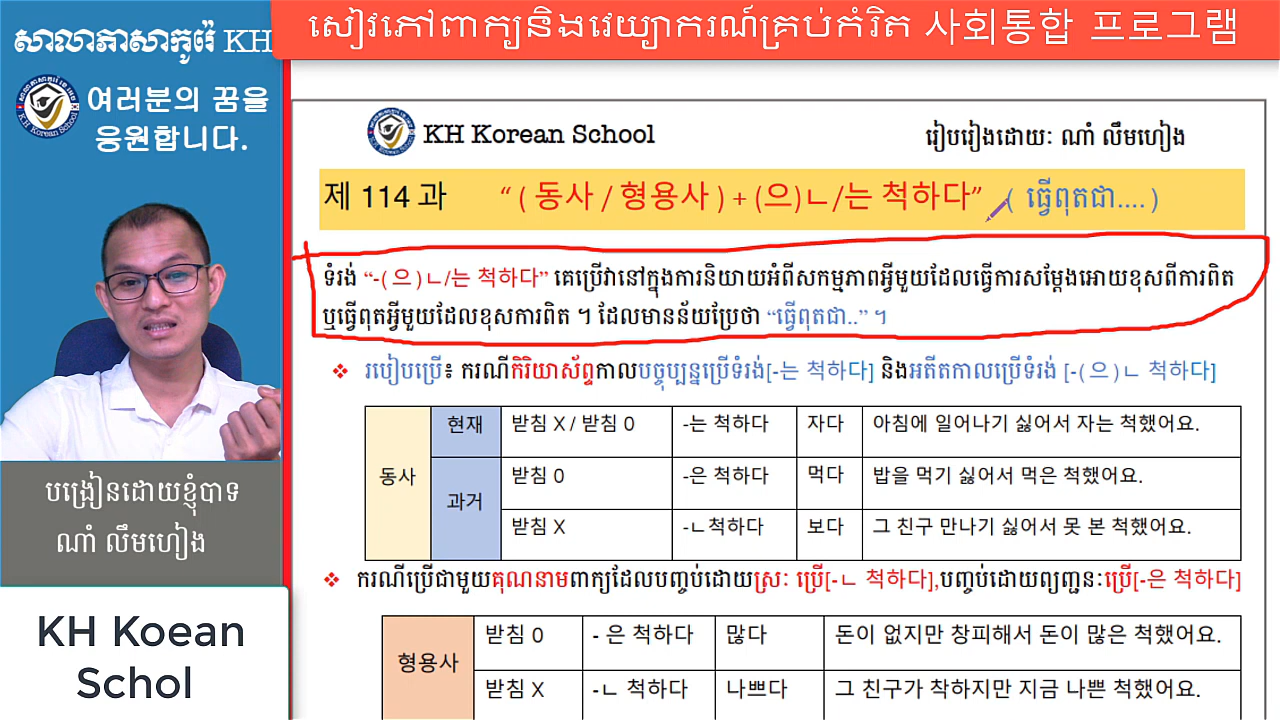 សាលាភាសាកូរ៉េ KH
여러분의 꿈을
응원합니다.
សៀវភៅពាក្យនិងវេយ្យាករណ៍គ្រប់កំរិត 사회통합 프로그램
KH Korean School
រៀបរៀងដោយ: ណាំ លឹមហៀង
제 114 과 “ ( 동사 / 형용사 ) + (으)ㄴ/는 척하다” ( ធ្វើពុតជា.... )
ទំរង់ “-(으)ㄴ/는 척하다” គេប្រើវានៅក្នុងការនិយាយអំពីសកម្មភាពអ្វីមួយដែលធ្វើការសម្តែងអោយខុសពីការពិត
ឬធ្វើពុតអ្វីមួយដែលខុសការពិត ។ ដែលមានន័យប្រែថា “ធ្វើពុតជា..” ។
❖ របៀបប្រើ៖ ករណីកិរិយាស័ព្ទកាលបច្ចុប្បន្នប្រើទំរង់[-는 척하다] និងអតីតកាលប្រើទំរង់ [-(으)ㄴ 척하다]
동사 현재 받침 X / 받침 0 -는 척하다 자다 아침에 일어나기 싫어서 자는 척했어요.
과거 받침 0 -은 척하다 먹다 밥을 먹기 싫어서 먹은 척했어요.
받침 X -ㄴ척하다 보다 그 친구 만나기 싫어서 못 본 척했어요.
❖ ករណីប្រើជាមួយគុណនាមពាក្យដែលបញ្ចប់ដោយស្រៈ ប្រើ[-ㄴ 척하다],បញ្ចប់ដោយព្យញ្ជនៈប្រើ[-은 척하다]
형용사 받침 0 - 은 척하다 많다 돈이 없지만 창피해서 돈이 많은 척했어요.
받침 X -ㄴ 척하다 나쁘다 그 친구가 착하지만 지금 나쁜 척했어요.
បង្រៀនដោយខ្ញុំបាទ
ណាំ លឹមហៀង
KH Koean
Schol